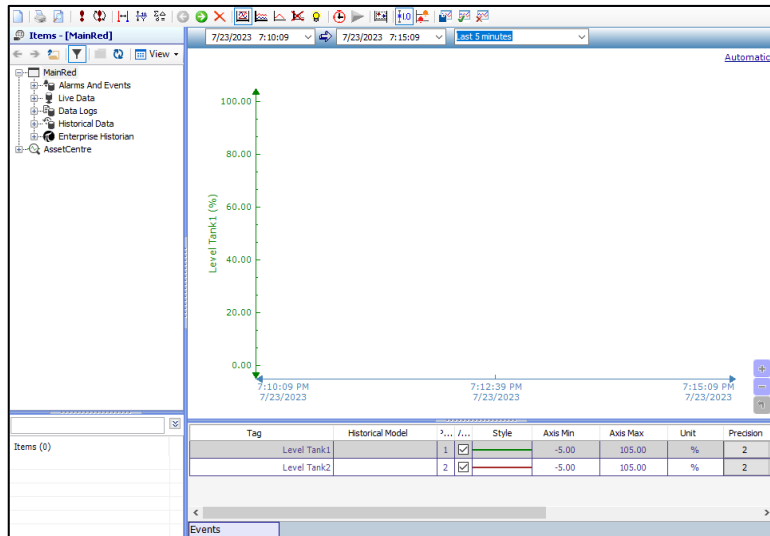 Items - [MainRed]
View
MainRed
Alarms And Events
Live Data
Data Logs
Historical Data
Enterprise Historian
AssetCentre
Items (0)
7/23/2023 7:10:09
7/23/2023 7:15:09
Last 5 minutes
Automatic
100.00
80.00
60.00
40.00
20.00
0.00
Level Tank1 (%)
7:10:09 PM 7:12:39 PM 7:15:09 PM
7/23/2023 7/23/2023 7/23/2023
Tag Historical Model Style Axis Min Axis Max Unit Precision
Level Tank1 1 -5.00 105.00 % 2
Level Tank2 2 -5.00 105.00 % 2
Events